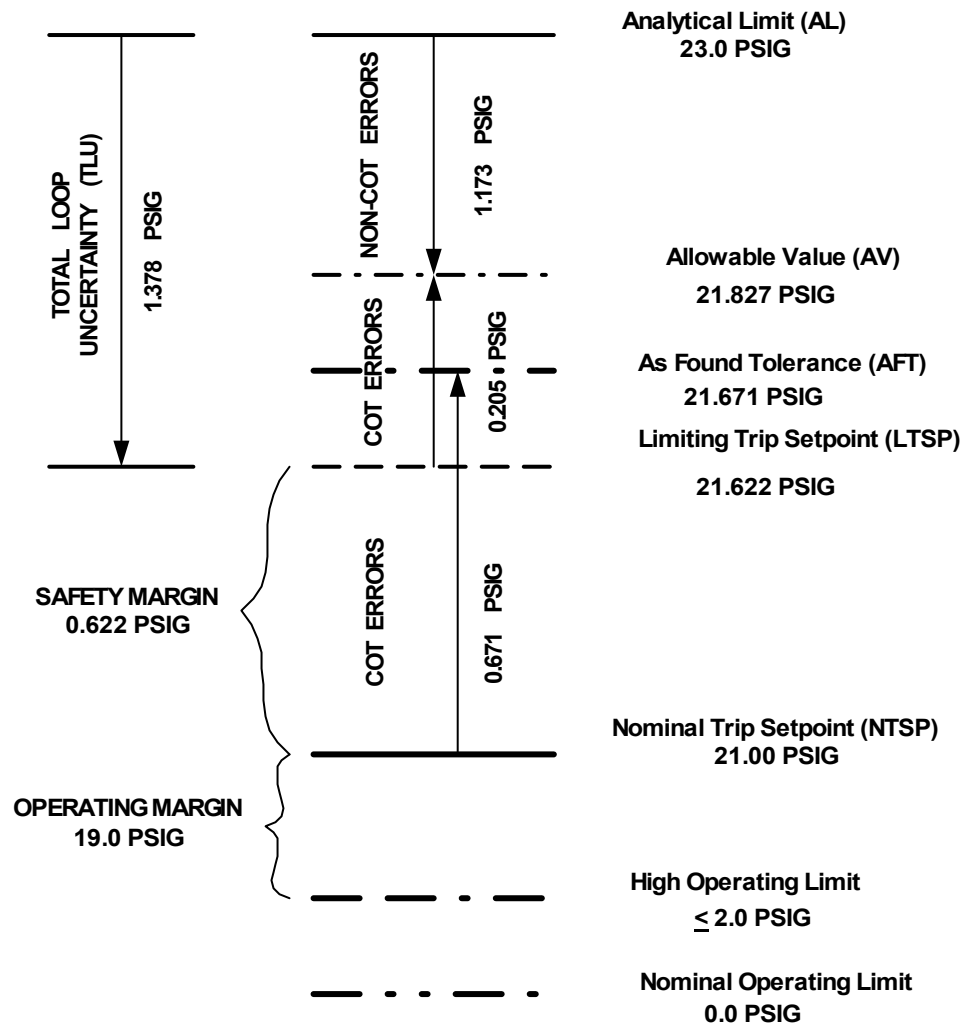 Analytical Limit (AL)
23.0 PSIG
TOTAL LOOP
UNCERTAINTY (TLU)
1.378 PSIG
NON-COT ERRORS
1.173 PSIG
Allowable Value (AV)
21.827 PSIG
COT ERRORS
0.205 PSIG
As Found Tolerance (AFT)
21.671 PSIG
Limiting Trip Setpoint (LTSP)
21.622 PSIG
SAFETY MARGIN
0.622 PSIG
COT ERRORS
0.671 PSIG
Nominal Trip Setpoint (NTSP)
21.00 PSIG
OPERATING MARGIN
19.0 PSIG
High Operating Limit
≤ 2.0 PSIG
Nominal Operating Limit
0.0 PSIG